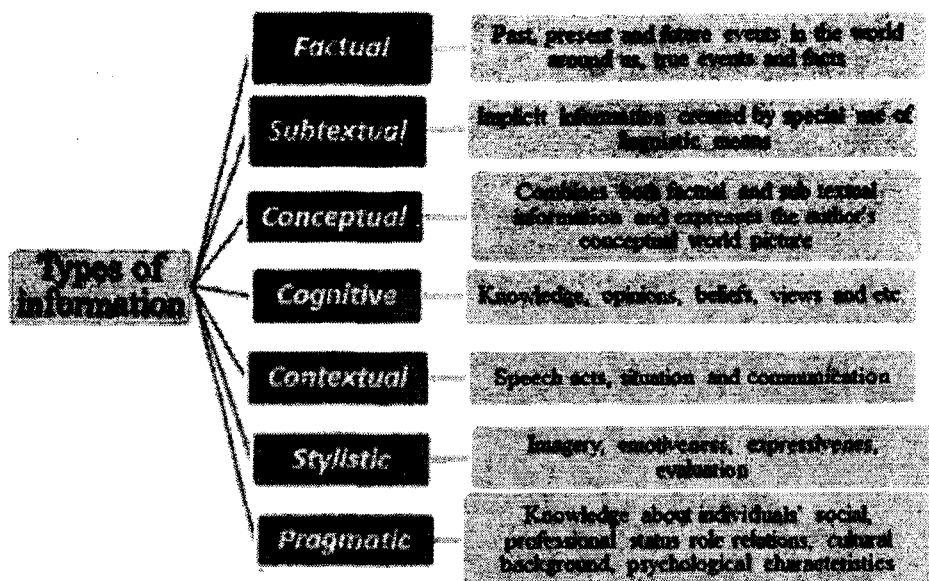 Types of
information
Factual
Past, present and future events in the world
around us, true events and facts
Subtextual
Implicit information created by special use of
linguistic means
Conceptual
Combines both factual and sub textual
information and expresses the author's
conceptual world picture
Cognitive
Knowledge, opinions, beliefs, views and etc
Contextual
Speech acts, situation and communication
Stylistic
Imagery, emotiveness, expressivenes,
evaluation
Pragmatic
Knowledge about individuals' social,
professional status role relations, cultural
background, psychological characteristics